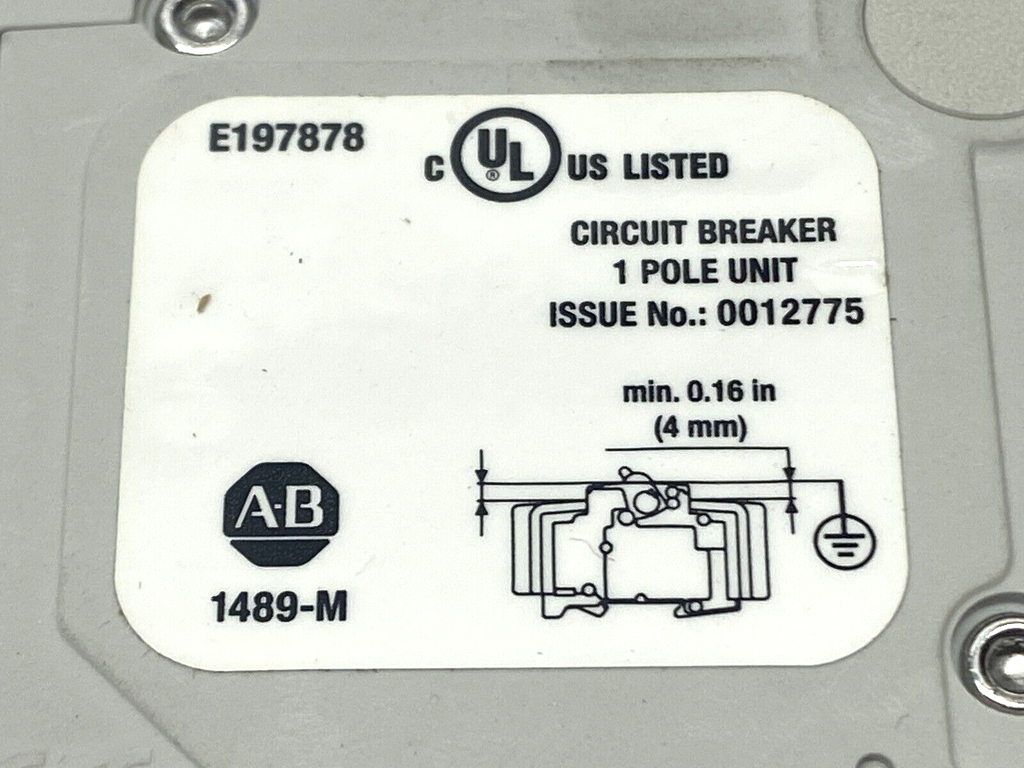 E197878
C UL® US LISTED
CIRCUIT BREAKER
1 POLE UNIT
ISSUE No.: 0012775
min. 0.16 in
(4 mm)
A-B
1489-M